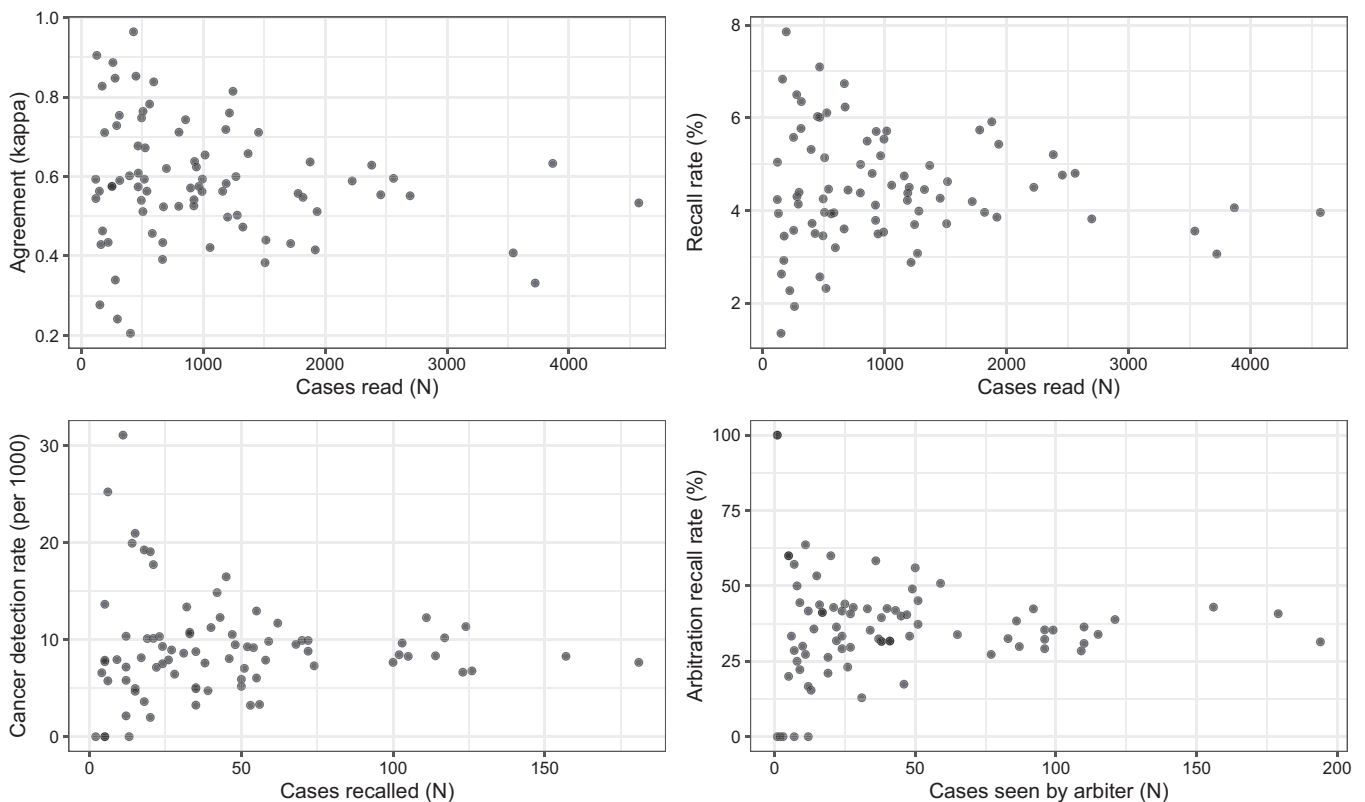 Agreement (kappa)
1.0
0.8
0.6
0.4
0.2
0 1000 2000 3000 4000
Cases read (N)
Recall rate (%)
8
6
4
2
0 1000 2000 3000 4000
Cases read (N)
Cancer detection rate (per 1000)
30
20
10
0
0 50 100 150
Cases recalled (N)
Arbitration recall rate (%)
100
75
50
25
0
0 50 100 150 200
Cases seen by arbiter (N)